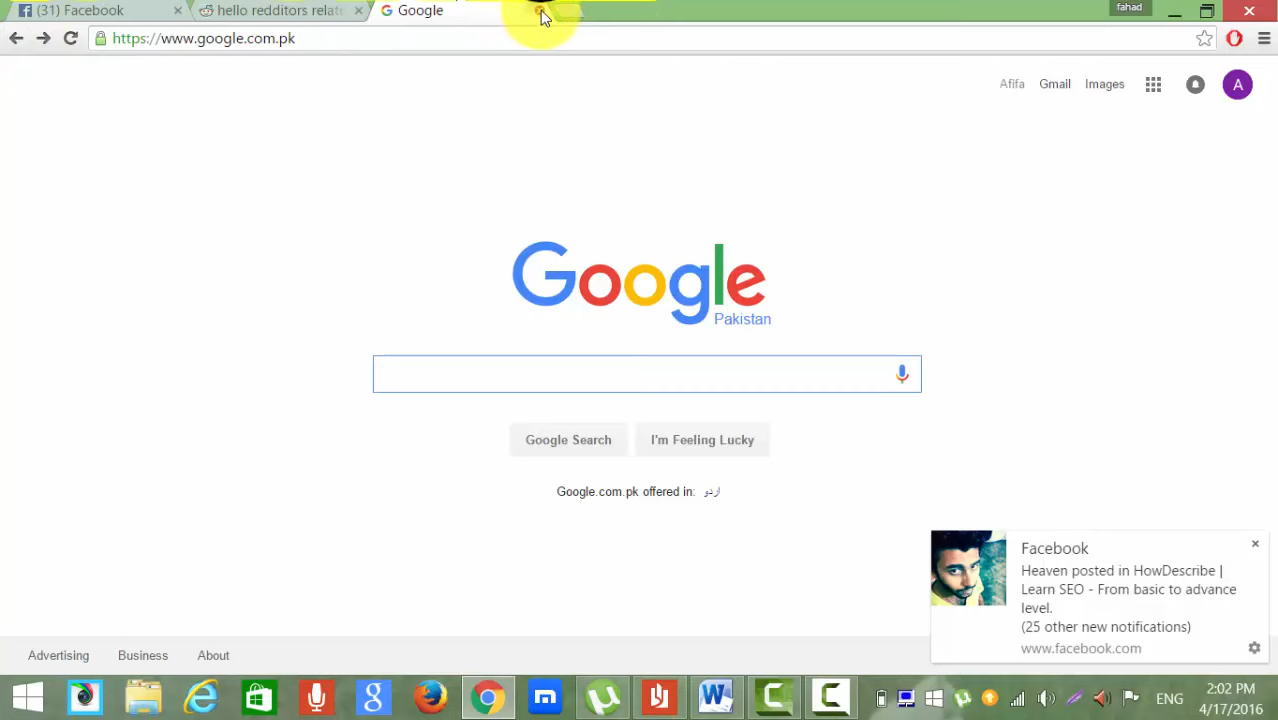 (31) Facebook
hello redditors relate
Google
fahad
https://www.google.com.pk
Afifa
Gmail
Images
A
Google
Pakistan
Google Search
I'm Feeling Lucky
Google.com.pk offered in: اردو
Facebook
Heaven posted in HowDescribe |
Learn SEO - From basic to advance
level.
(25 other new notifications)
www.facebook.com
Advertising
Business
About
ENG
2:02 PM
4/17/2016